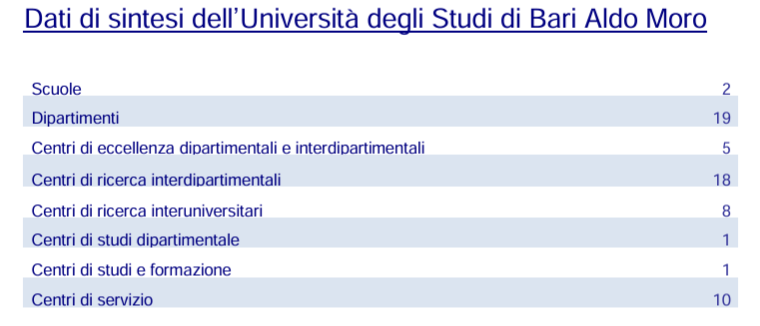 Dati di sintesi dell'Università degli Studi di Bari Aldo Moro
Scuole 2
Dipartimenti 19
Centri di eccellenza dipartimentali e interdipartimentali 5
Centri di ricerca interdipartimentali 18
Centri di ricerca interuniversitari 8
Centri di studi dipartimentale 1
Centri di studi e formazione 1
Centri di servizio 10